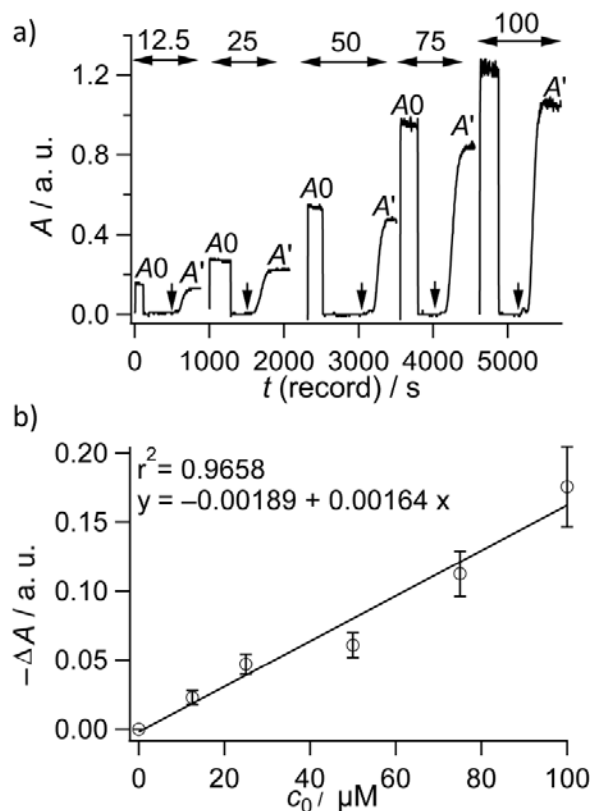 a)
12.5 25 50 75 100
A0 A' A0 A' A0 A' A0 A' A'
A / a. u.
1.2
0.8
0.4
0.0
0 1000 2000 3000 4000 5000
t (record) / s
b)
r² = 0.9658
y = –0.00189 + 0.00164 x
–Δ A / a. u.
0.20
0.15
0.10
0.05
0.00
0 20 40 60 80 100
c₀ / μM